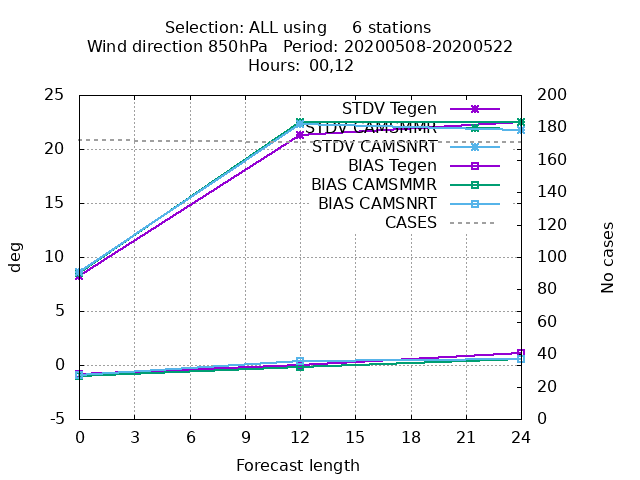 Selection: ALL using     6 stations
Wind direction 850hPa   Period: 20200508-20200522
Hours: 00,12
25
20
15
10
5
0
-5
deg
200
180
160
140
120
100
80
60
40
20
0
No cases
STDV Tegen
STDV CAMSMMR
STDV CAMSNRT
BIAS Tegen
BIAS CAMSMMR
BIAS CAMSNRT
CASES
0 3 6 9 12 15 18 21 24
Forecast length